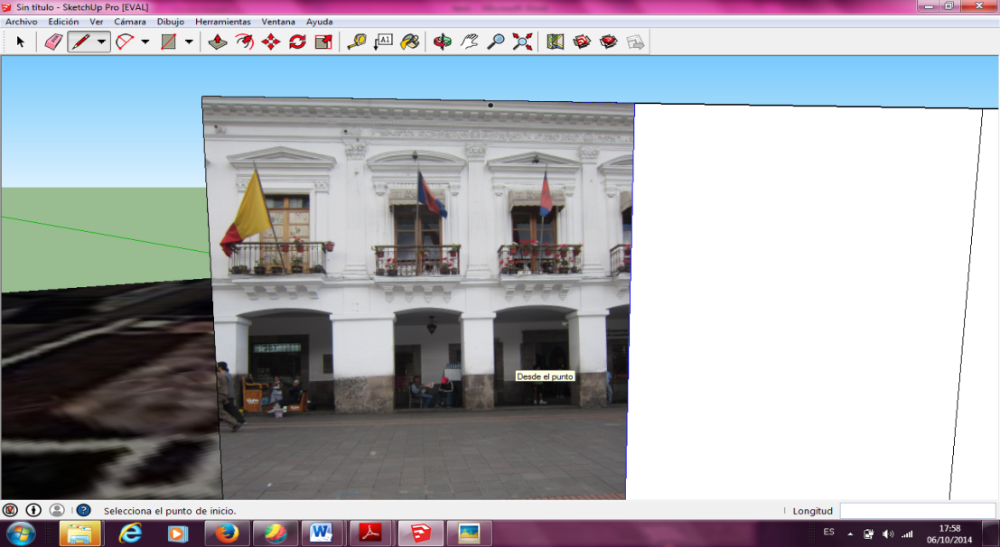 Sin título - SketchUp Pro [EVAL]
Archivo Edición Ver Cámara Dibujo Herramientas Ventana Ayuda
A1
Desde el punto
Selecciona el punto de inicio.
Longitud
ES
17:58
06/10/2014